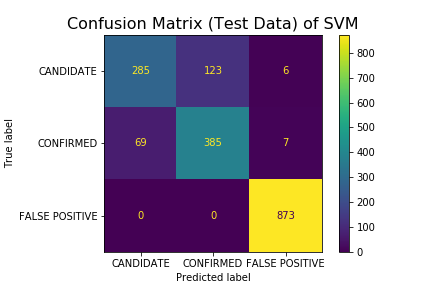 Confusion Matrix (Test Data) of SVM
CANDIDATE 285 123 6
CONFIRMED 69 385 7
FALSE POSITIVE 0 0 873
CANDIDATE CONFIRMED FALSE POSITIVE
Predicted label
True label
800
700
600
500
400
300
200
100
0